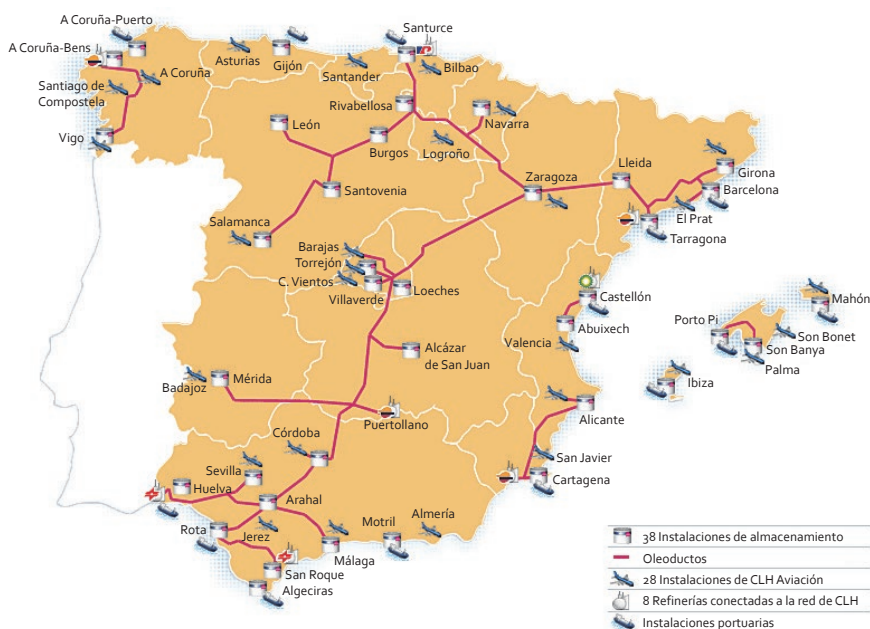 A Coruña-Puerto
A Coruña-Bens
Asturias
Gijón
Santander
Santurce
Bilbao
A Coruña
Santiago de
Compostela
Vigo
León
Rivabellosa
Burgos
Logroño
Navarra
Santovenia
Salamanca
Zaragoza
Lleida
Girona
Barcelona
El Prat
Tarragona
Barajas
Torrejón
C. Vientos
Villaverde
Loeches
Castellón
Abuixech
Valencia
Mahón
Porto Pi
Son Bonet
Son Banya
Palma
Ibiza
Alcázar
de San Juan
Mérida
Badajoz
Puertollano
Alicante
San Javier
Cartagena
Córdoba
Sevilla
Huelva
Arahal
Rota
Jerez
Motril
Almería
Málaga
San Roque
Algeciras
38 Instalaciones de almacenamiento
Oleoductos
28 Instalaciones de CLH Aviación
8 Refinerías conectadas a la red de CLH
Instalaciones portuarias